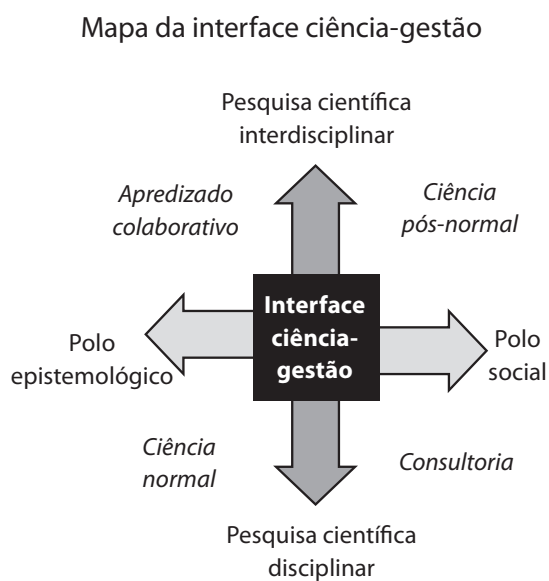 Mapa da interface ciência-gestão
Pesquisa científica
interdisciplinar
Apredizado
colaborativo
Ciência
pós-normal
Interface
ciência-
gestão
Polo
epistemológico
Polo
social
Ciência
normal
Consultoria
Pesquisa científica
disciplinar